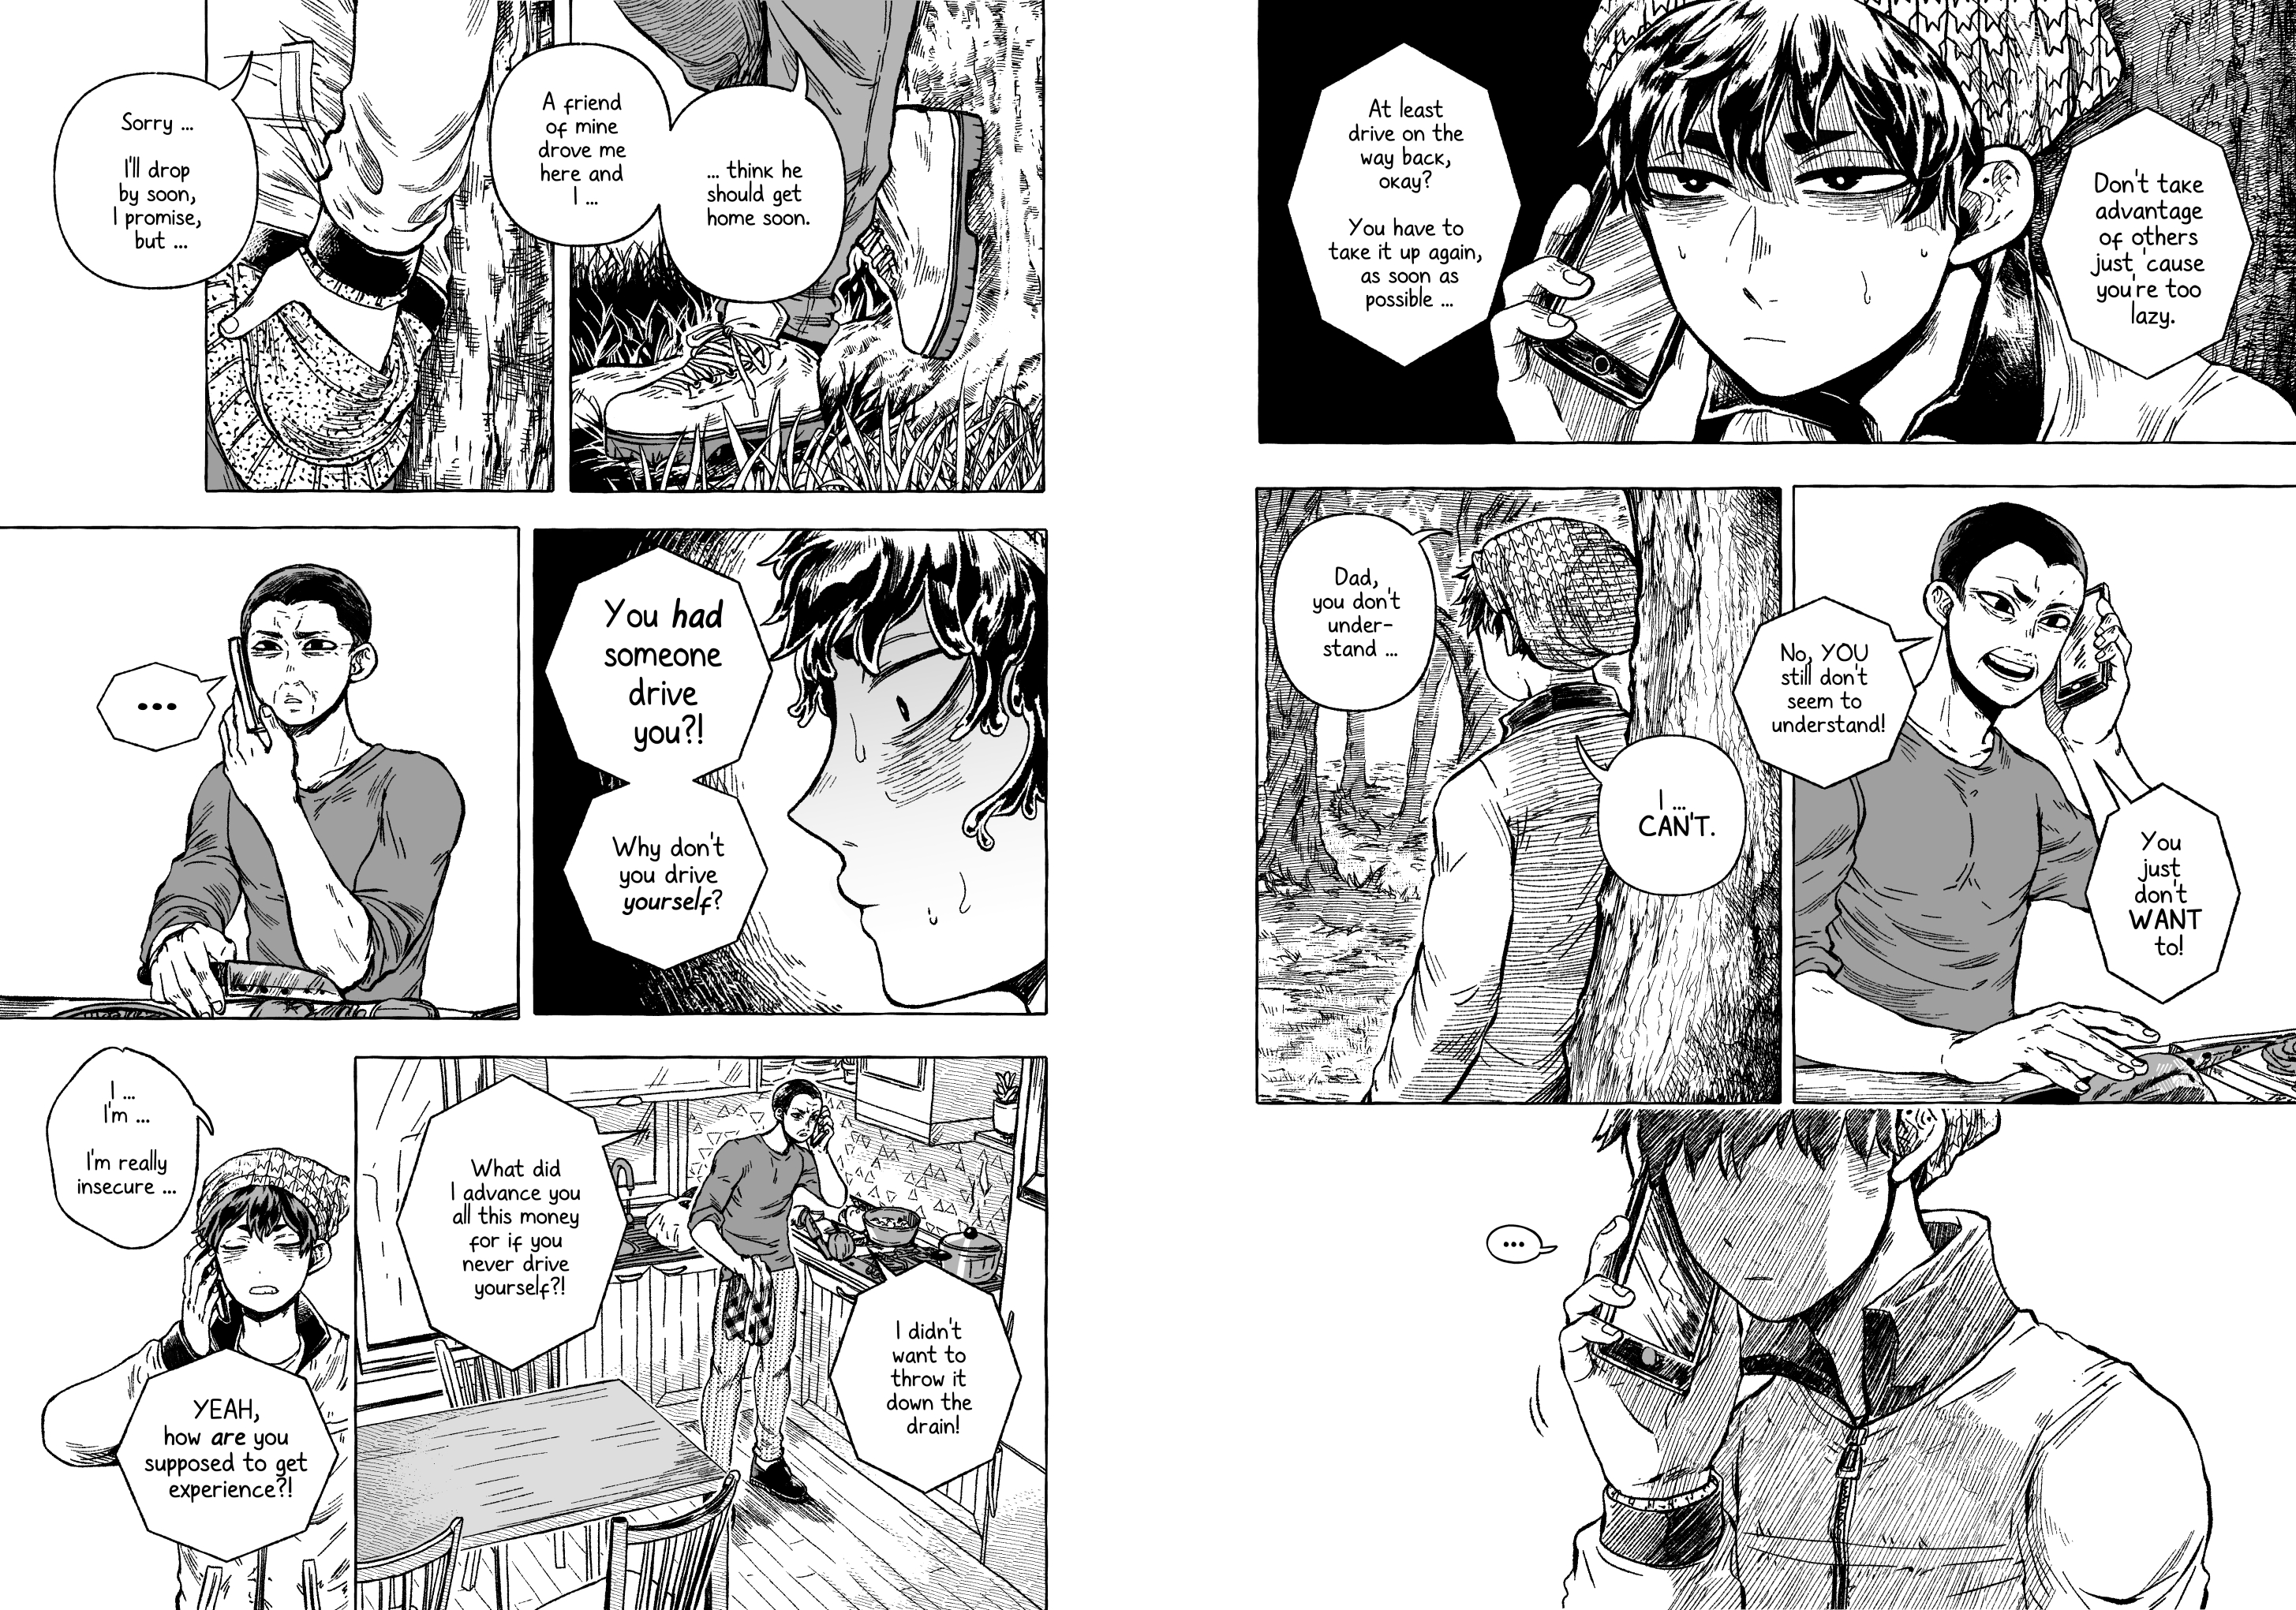 Sorry ...
I'll drop
by soon,
I promise,
but ...
A friend
of mine
drove me
here and
I ...
... think he
should get
home soon.
...
You had
someone
drive
you?!
Why don't
you drive
yourself?
I ...
I'm ...
I'm really
insecure ...
YEAH,
how are you
supposed to get
experience?!
What did
I advance you
all this money
for if you
never drive
yourself?!
I didn't
want to
throw it
down the
drain!
At least
drive on the
way back,
okay?
You have to
take it up again,
as soon as
possible ...
Don't take
advantage
of others
just 'cause
you're too
lazy.
Dad,
you don't
under-
stand ...
I ...
CAN'T.
No, YOU
still don't
seem to
understand!
You
just
don't
WANT
to!
...